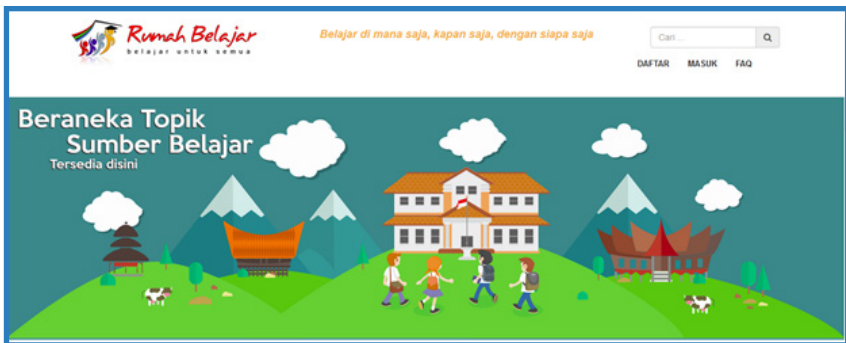 Rumah Belajar
belajar untuk semua
Belajar di mana saja, kapan saja, dengan siapa saja
Cari ...
DAFTAR MASUK FAQ
Beraneka Topik
Sumber Belajar
Tersedia disini